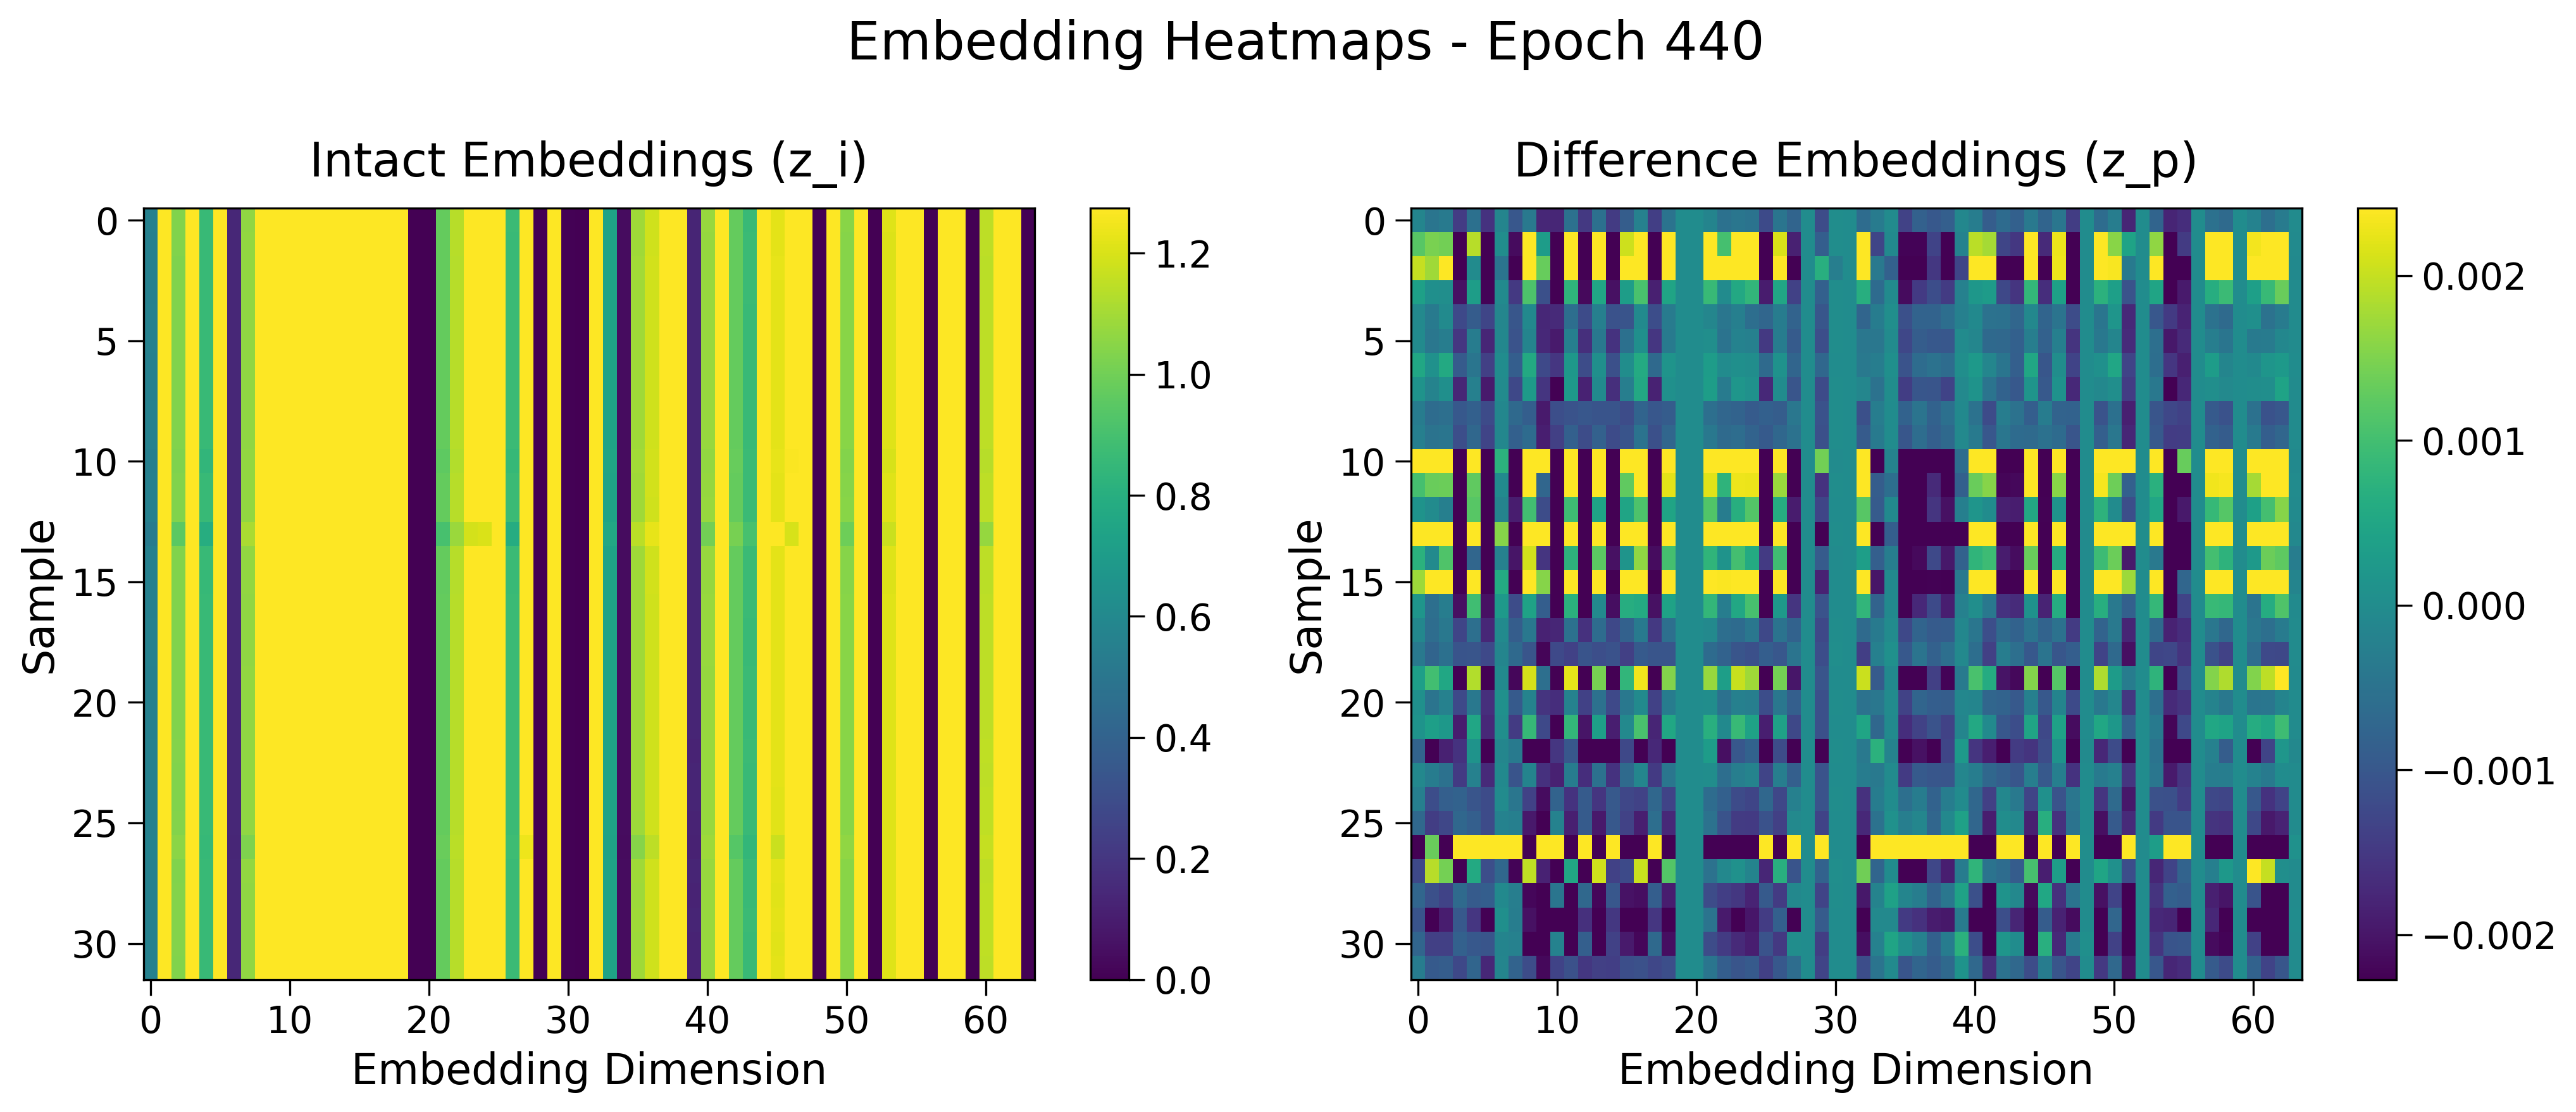 Embedding Heatmaps - Epoch 440
Intact Embeddings (z_i)
0
5
10
15
20
25
30
Sample
0 10 20 30 40 50 60
Embedding Dimension
1.2
1.0
0.8
0.6
0.4
0.2
0.0
Difference Embeddings (z_p)
0
5
10
15
20
25
30
Sample
0 10 20 30 40 50 60
Embedding Dimension
0.002
0.001
0.000
−0.001
−0.002